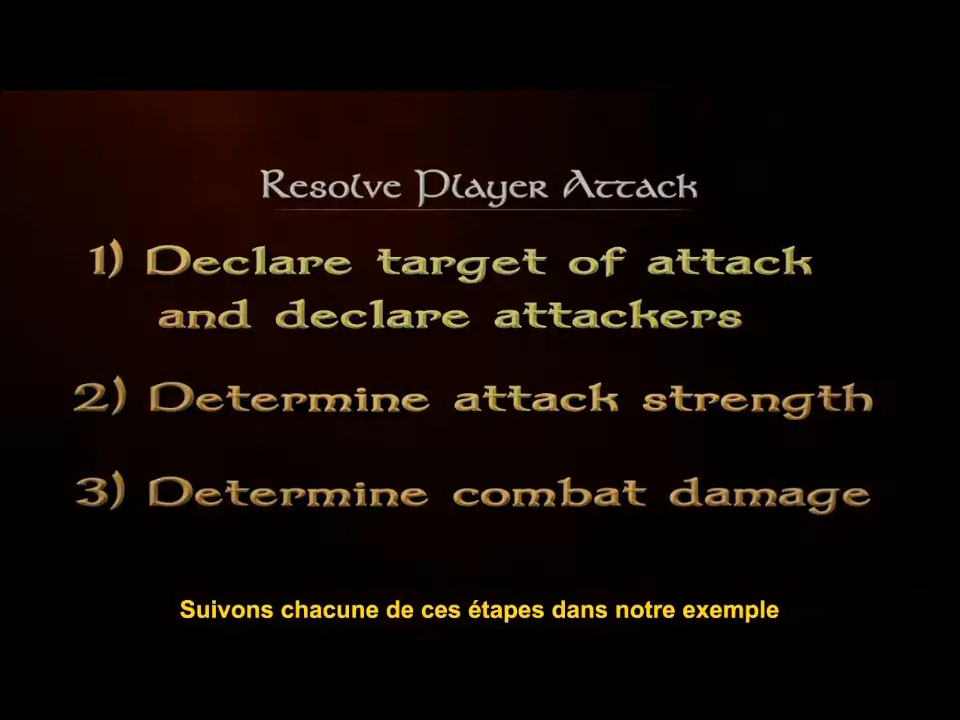 Resolve Player Attack
1) Declare target of attack
and declare attackers
2) Determine attack strength
3) Determine combat damage
Suivons chacune de ces étapes dans notre exemple